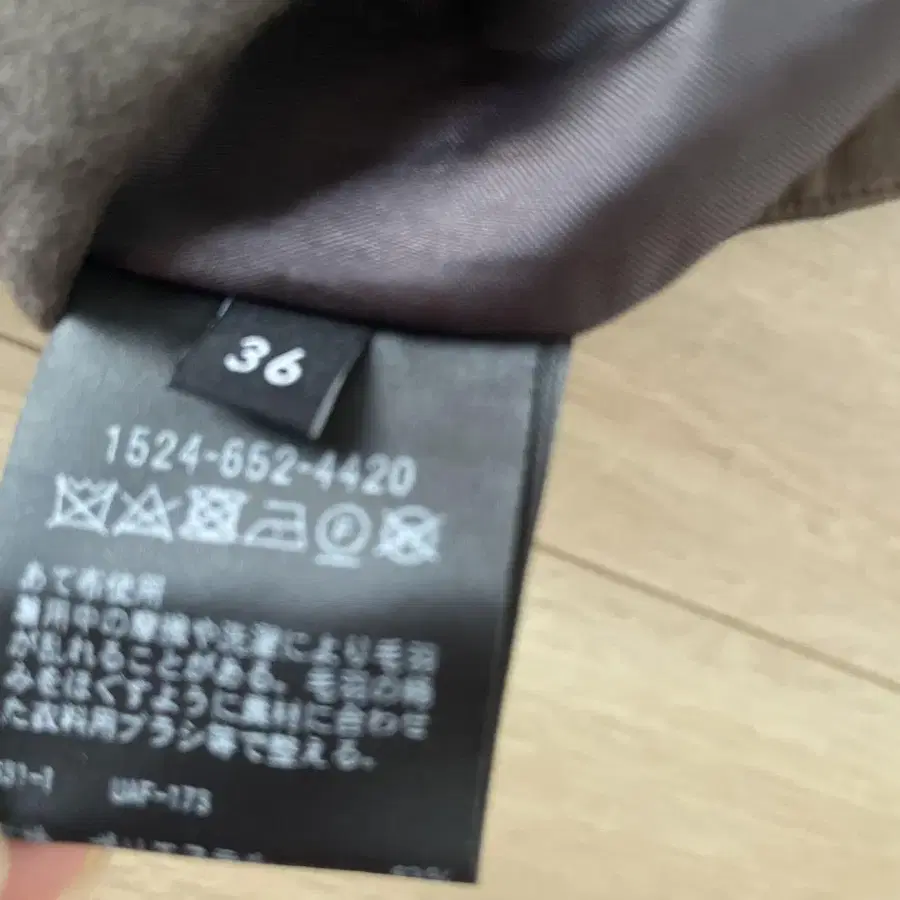 36
1524-652-4420
あて布使用
着用中の摩擦や洗濯により毛羽
が乱れることがある。毛羽の絡
みをほぐすように素材に合わせ
た衣料用ブラシ等で整える。
UAF-173